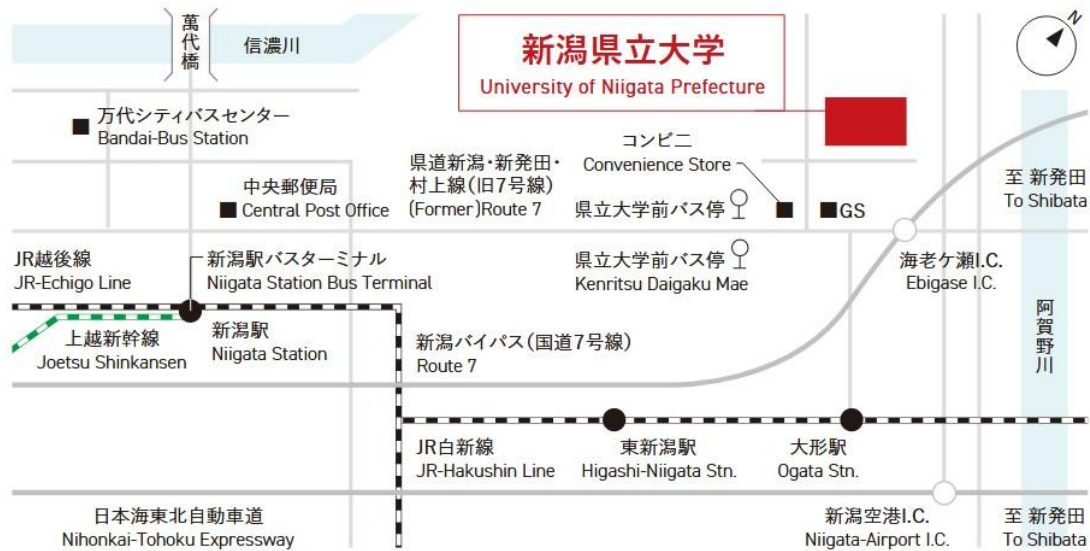 萬代橋
信濃川
新潟県立大学
University of Niigata Prefecture
N
万代シティバスセンター
Bandai-Bus Station
コンビニ
Convenience Store
県道新潟・新発田・
村上線(旧7号線)
(Former)Route 7
中央郵便局
Central Post Office
県立大学前バス停
GS
至 新発田
To Shibata
JR越後線
JR-Echigo Line
新潟駅バスターミナル
Niigata Station Bus Terminal
県立大学前バス停
Kenritsu Daigaku Mae
海老ケ瀬I.C.
Ebigase I.C.
阿賀野川
上越新幹線
Joetsu Shinkansen
新潟駅
Niigata Station
新潟バイパス(国道7号線)
Route 7
JR白新線
JR-Hakushin Line
東新潟駅
Higashi-Niigata Stn.
大形駅
Ogata Stn.
日本海東北自動車道
Nihonkai-Tohoku Expressway
新潟空港I.C.
Niigata-Airport I.C.
至 新発田
To Shibata